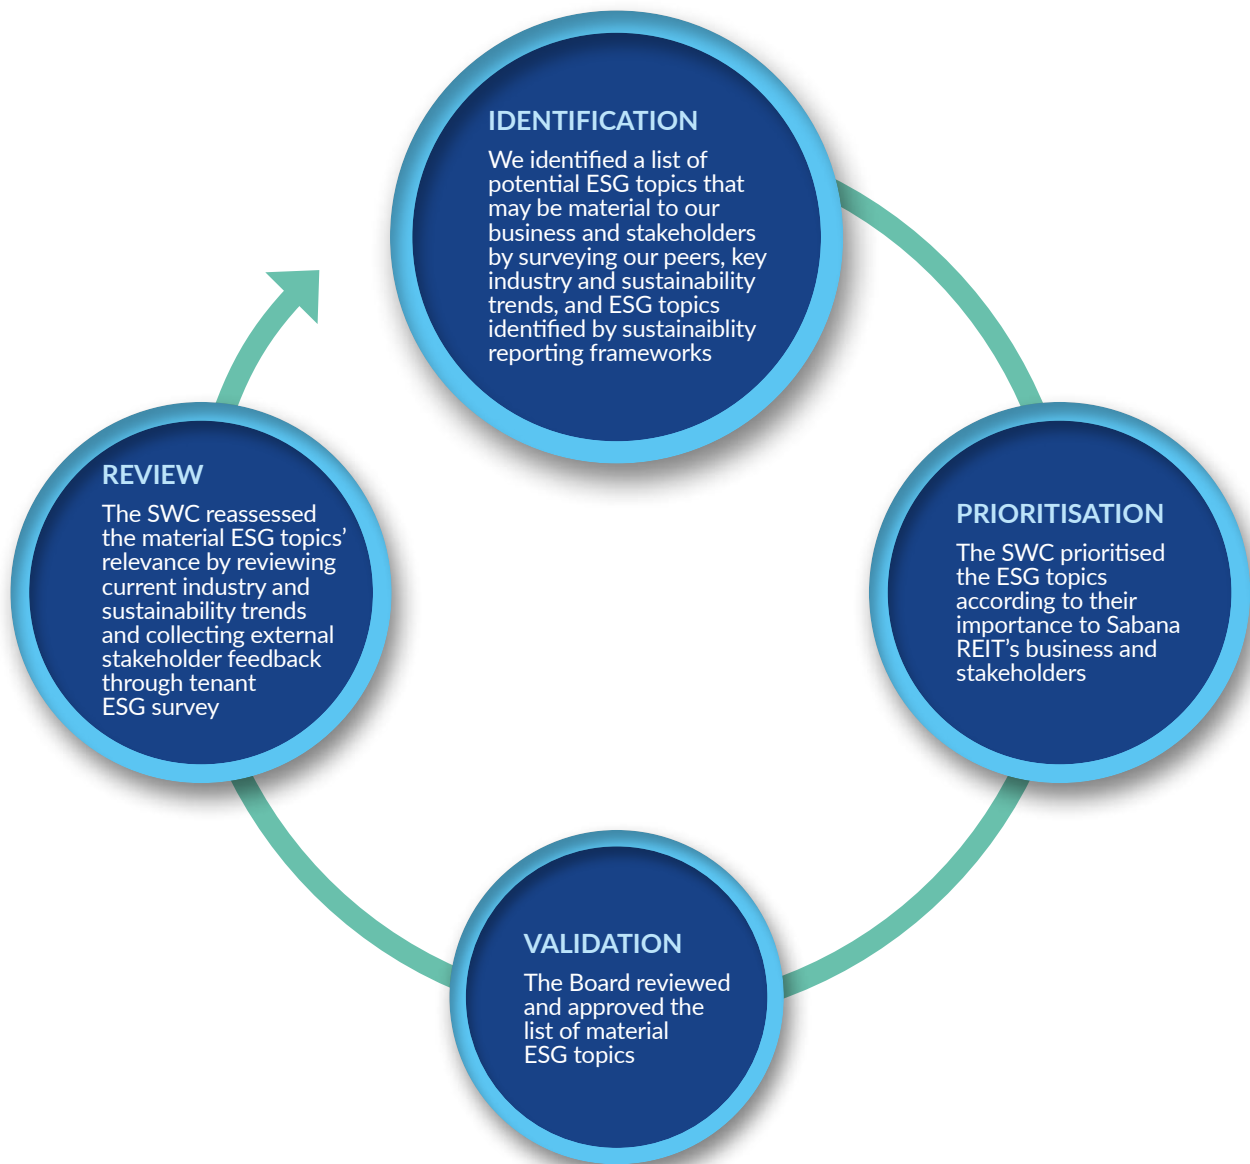 IDENTIFICATION
We identified a list of
potential ESG topics that
may be material to our
business and stakeholders
by surveying our peers, key
industry and sustainability
trends, and ESG topics
identified by sustainaiblity
reporting frameworks
PRIORITISATION
The SWC prioritised
the ESG topics
according to their
importance to Sabana
REIT’s business and
stakeholders
VALIDATION
The Board reviewed
and approved the
list of material
ESG topics
REVIEW
The SWC reassessed
the material ESG topics’
relevance by reviewing
current industry and
sustainability trends
and collecting external
stakeholder feedback
through tenant
ESG survey